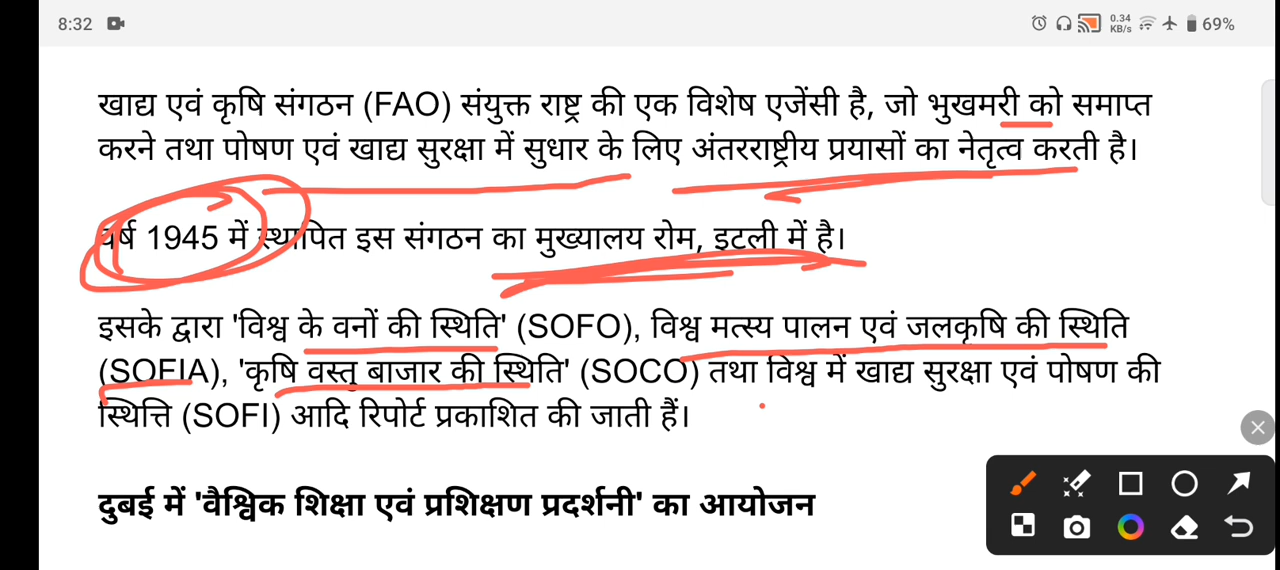 8:32 0.34 KB/s 69%
खाद्य एवं कृषि संगठन (FAO) संयुक्त राष्ट्र की एक विशेष एजेंसी है, जो भुखमरी को समाप्त
करने तथा पोषण एवं खाद्य सुरक्षा में सुधार के लिए अंतरराष्ट्रीय प्रयासों का नेतृत्व करती है।
वर्ष 1945 में स्थापित इस संगठन का मुख्यालय रोम, इटली में है।
इसके द्वारा 'विश्व के वनों की स्थिति' (SOFO), विश्व मत्स्य पालन एवं जलकृषि की स्थिति
(SOFIA), 'कृषि वस्तु बाजार की स्थिति' (SOCO) तथा विश्व में खाद्य सुरक्षा एवं पोषण की
स्थित्ति (SOFI) आदि रिपोर्ट प्रकाशित की जाती हैं।
दुबई में 'वैश्विक शिक्षा एवं प्रशिक्षण प्रदर्शनी' का आयोजन